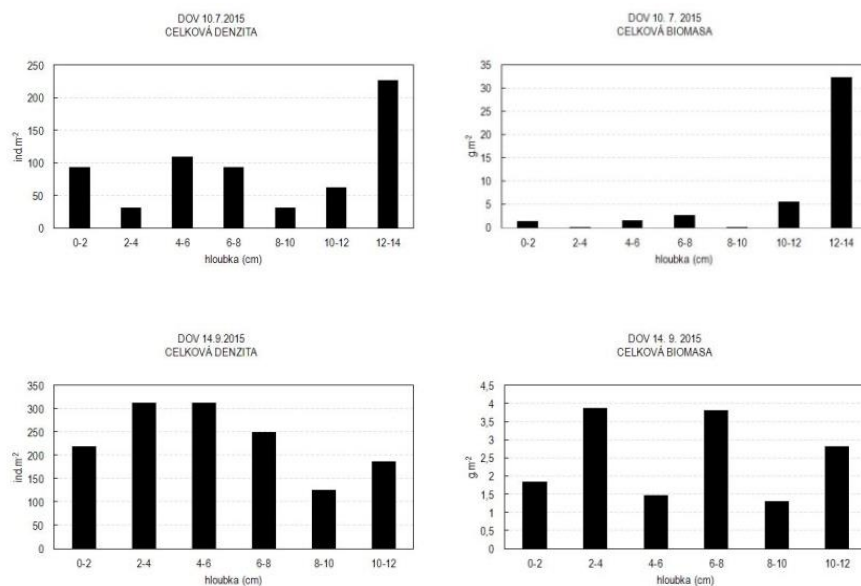 DOV 10.7.2015
CELKOVÁ DENZITA
250
200
150
100
50
0
ind.m-2
0-2 2-4 4-6 6-8 8-10 10-12 12-14
hloubka (cm)
DOV 10. 7. 2015
CELKOVÁ BIOMASA
35
30
25
20
15
10
5
0
g.m-2
0-2 2-4 4-6 6-8 8-10 10-12 12-14
hloubka (cm)
DOV 14.9.2015
CELKOVÁ DENZITA
350
300
250
200
150
100
50
0
ind.m-2
0-2 2-4 4-6 6-8 8-10 10-12
hloubka (cm)
DOV 14. 9. 2015
CELKOVÁ BIOMASA
4,5
4
3,5
3
2,5
2
1,5
1
0,5
0
g.m-2
0-2 2-4 4-6 6-8 8-10 10-12
hloubka (cm)